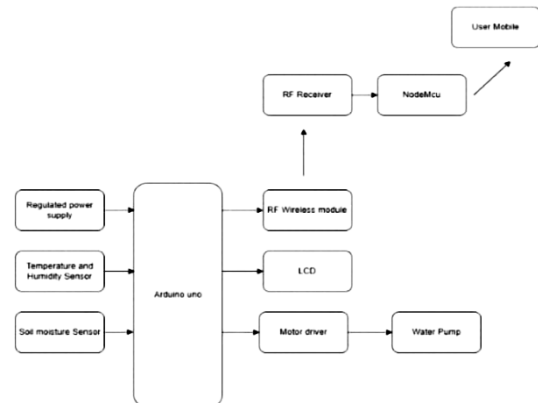 User Mobile
RF Receiver
NodeMcu
Regulated power
supply
RF Wireless module
Temperature and
Humidity Sensor
LCD
Arduino uno
Soil moisture Sensor
Motor driver
Water Pump